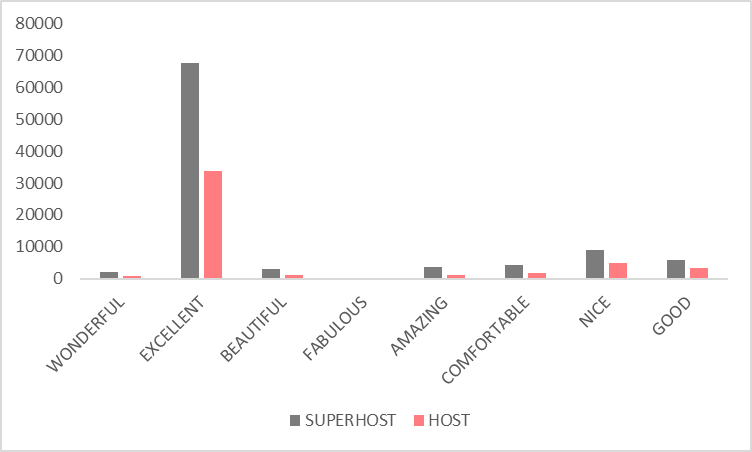 80000
70000
60000
50000
40000
30000
20000
10000
0
WONDERFUL
EXCELLENT
BEAUTIFUL
FABULOUS
AMAZING
COMFORTABLE
NICE
GOOD
SUPERHOST HOST